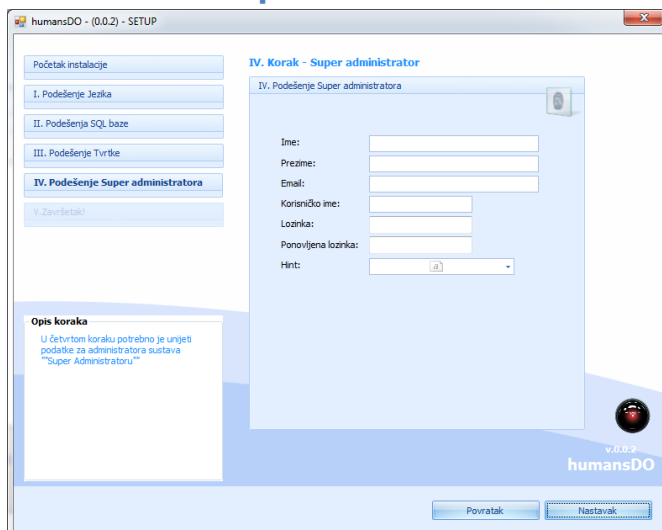 humansDO - (0.0.2) - SETUP
Početak instalacije
I. Podešenje Jezika
II. Podešenja SQL baze
III. Podešenje Tvrtke
IV. Podešenje Super administratora
V.Završetak!
Opis koraka
U četvrtom koraku potrebno je unijeti
podatke za administratora sustava
""Super Administratoru""
IV. Korak - Super administrator
IV. Podešenje Super administratora
Ime:
Prezime:
Email:
Korisničko ime:
Lozinka:
Ponovljena lozinka:
Hint:
a
v.0.0.2
humansDO
Povratak
Nastavak